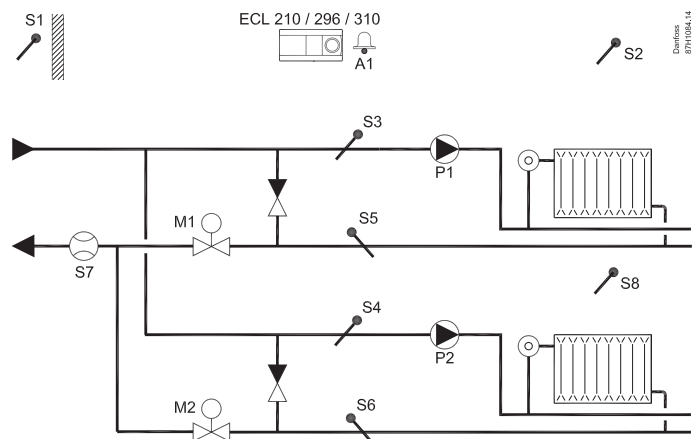 S1
ECL 210 / 296 / 310
A1
S2
Danfoss
87H1084.14
S3
P1
M1
S5
S7
S8
S4
P2
M2
S6